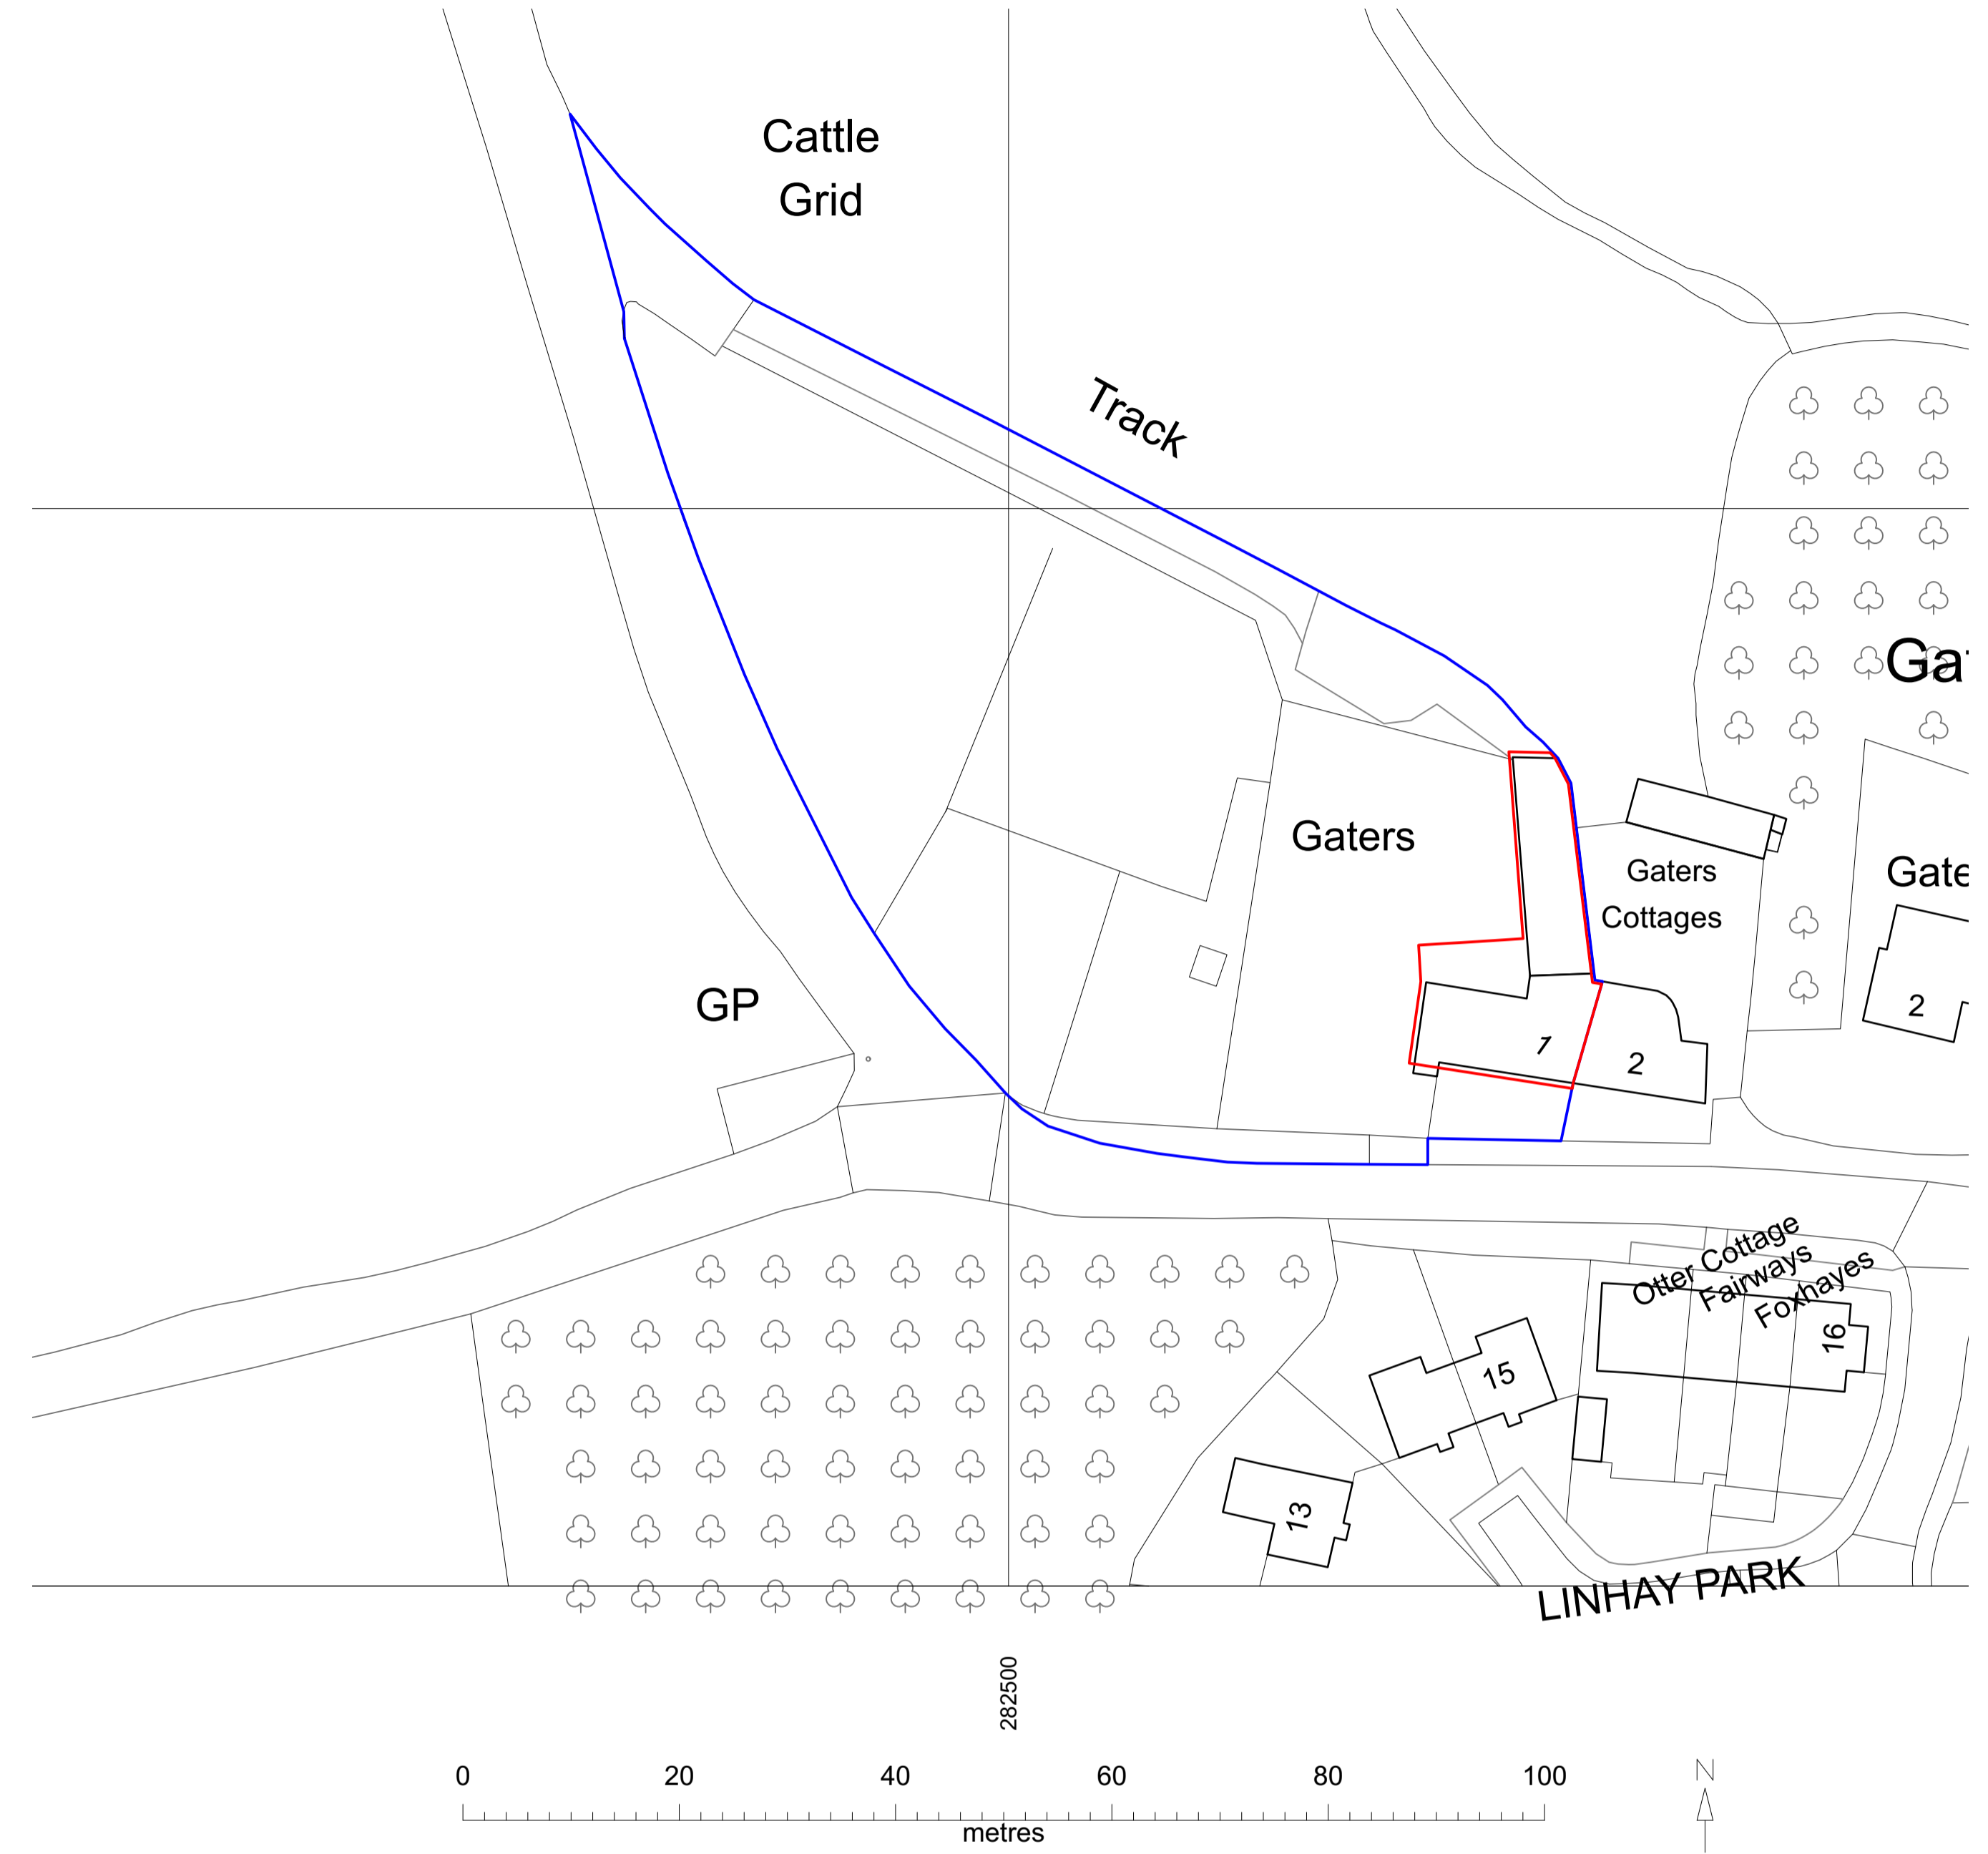 Cattle
Grid
Track
Ga
Gaters
Gaters
Cottages
Gate
2
GP
1
2
Otter Cottage
Fairways
Foxhayes
16
15
13
LINHAY PARK
282500
0 20 40 60 80 100
metres
N